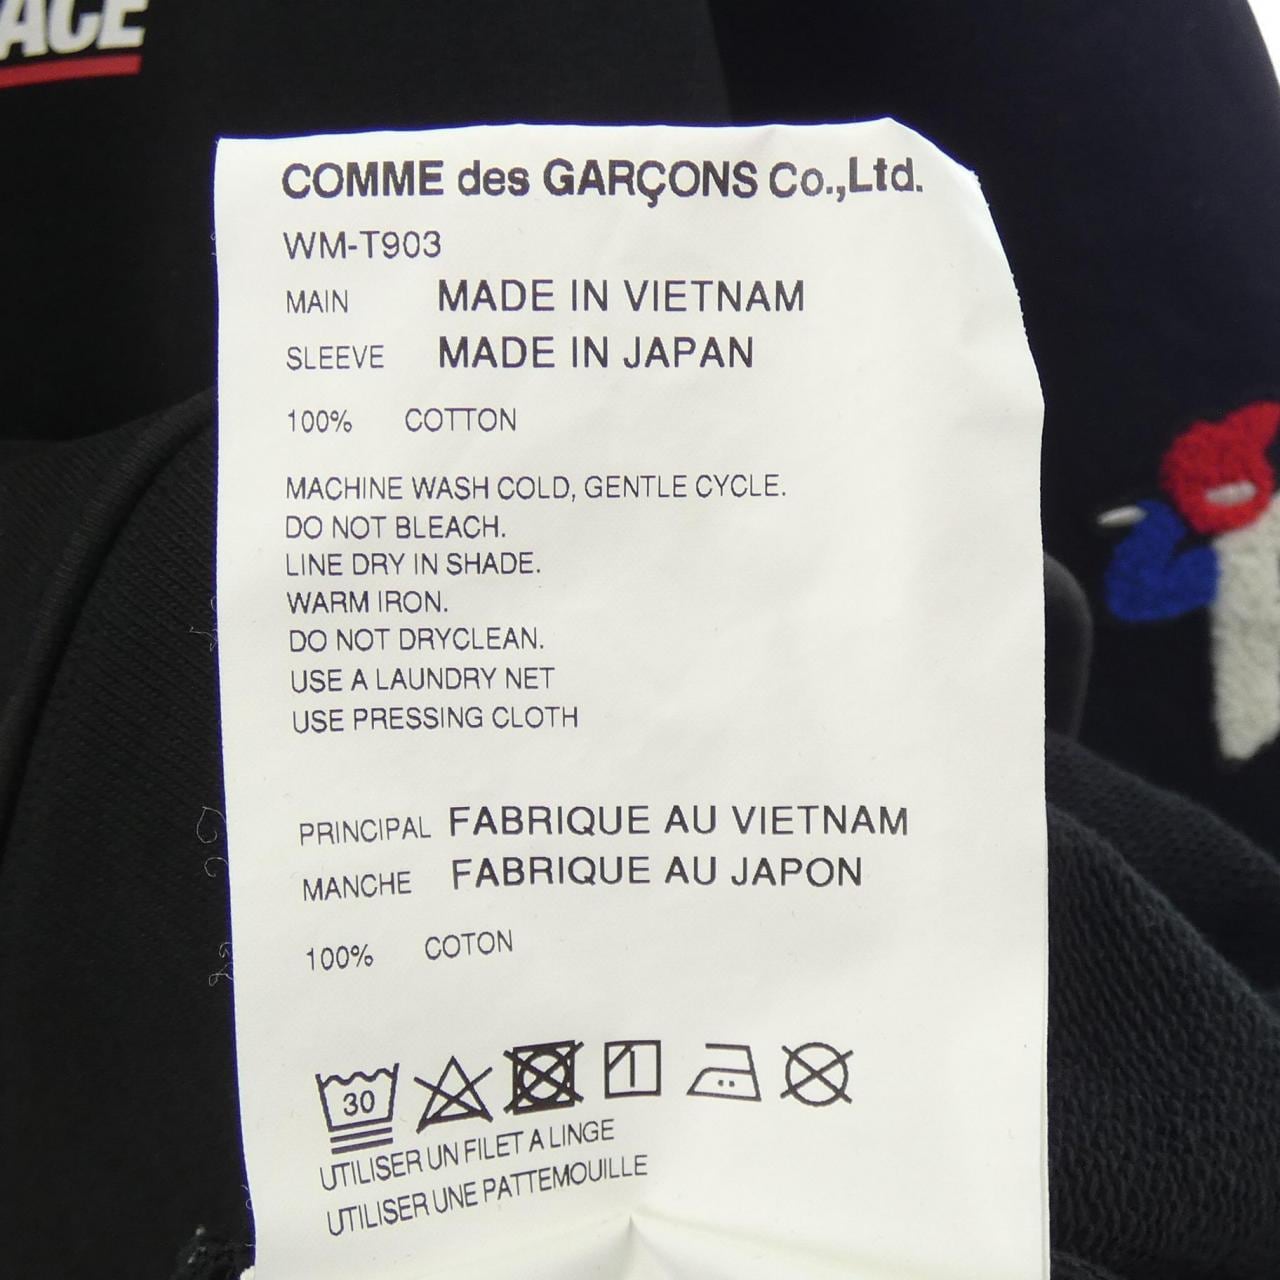 ACE
COMME des GARÇONS Co.,Ltd.
WM-T903
MAIN MADE IN VIETNAM
SLEEVE MADE IN JAPAN
100% COTTON
MACHINE WASH COLD, GENTLE CYCLE.
DO NOT BLEACH.
LINE DRY IN SHADE.
WARM IRON.
DO NOT DRYCLEAN.
USE A LAUNDRY NET
USE PRESSING CLOTH
PRINCIPAL FABRIQUE AU VIETNAM
MANCHE FABRIQUE AU JAPON
100% COTON
30
UTILISER UN FILET A LINGE
UTILISER UNE PATTEMOUILLE